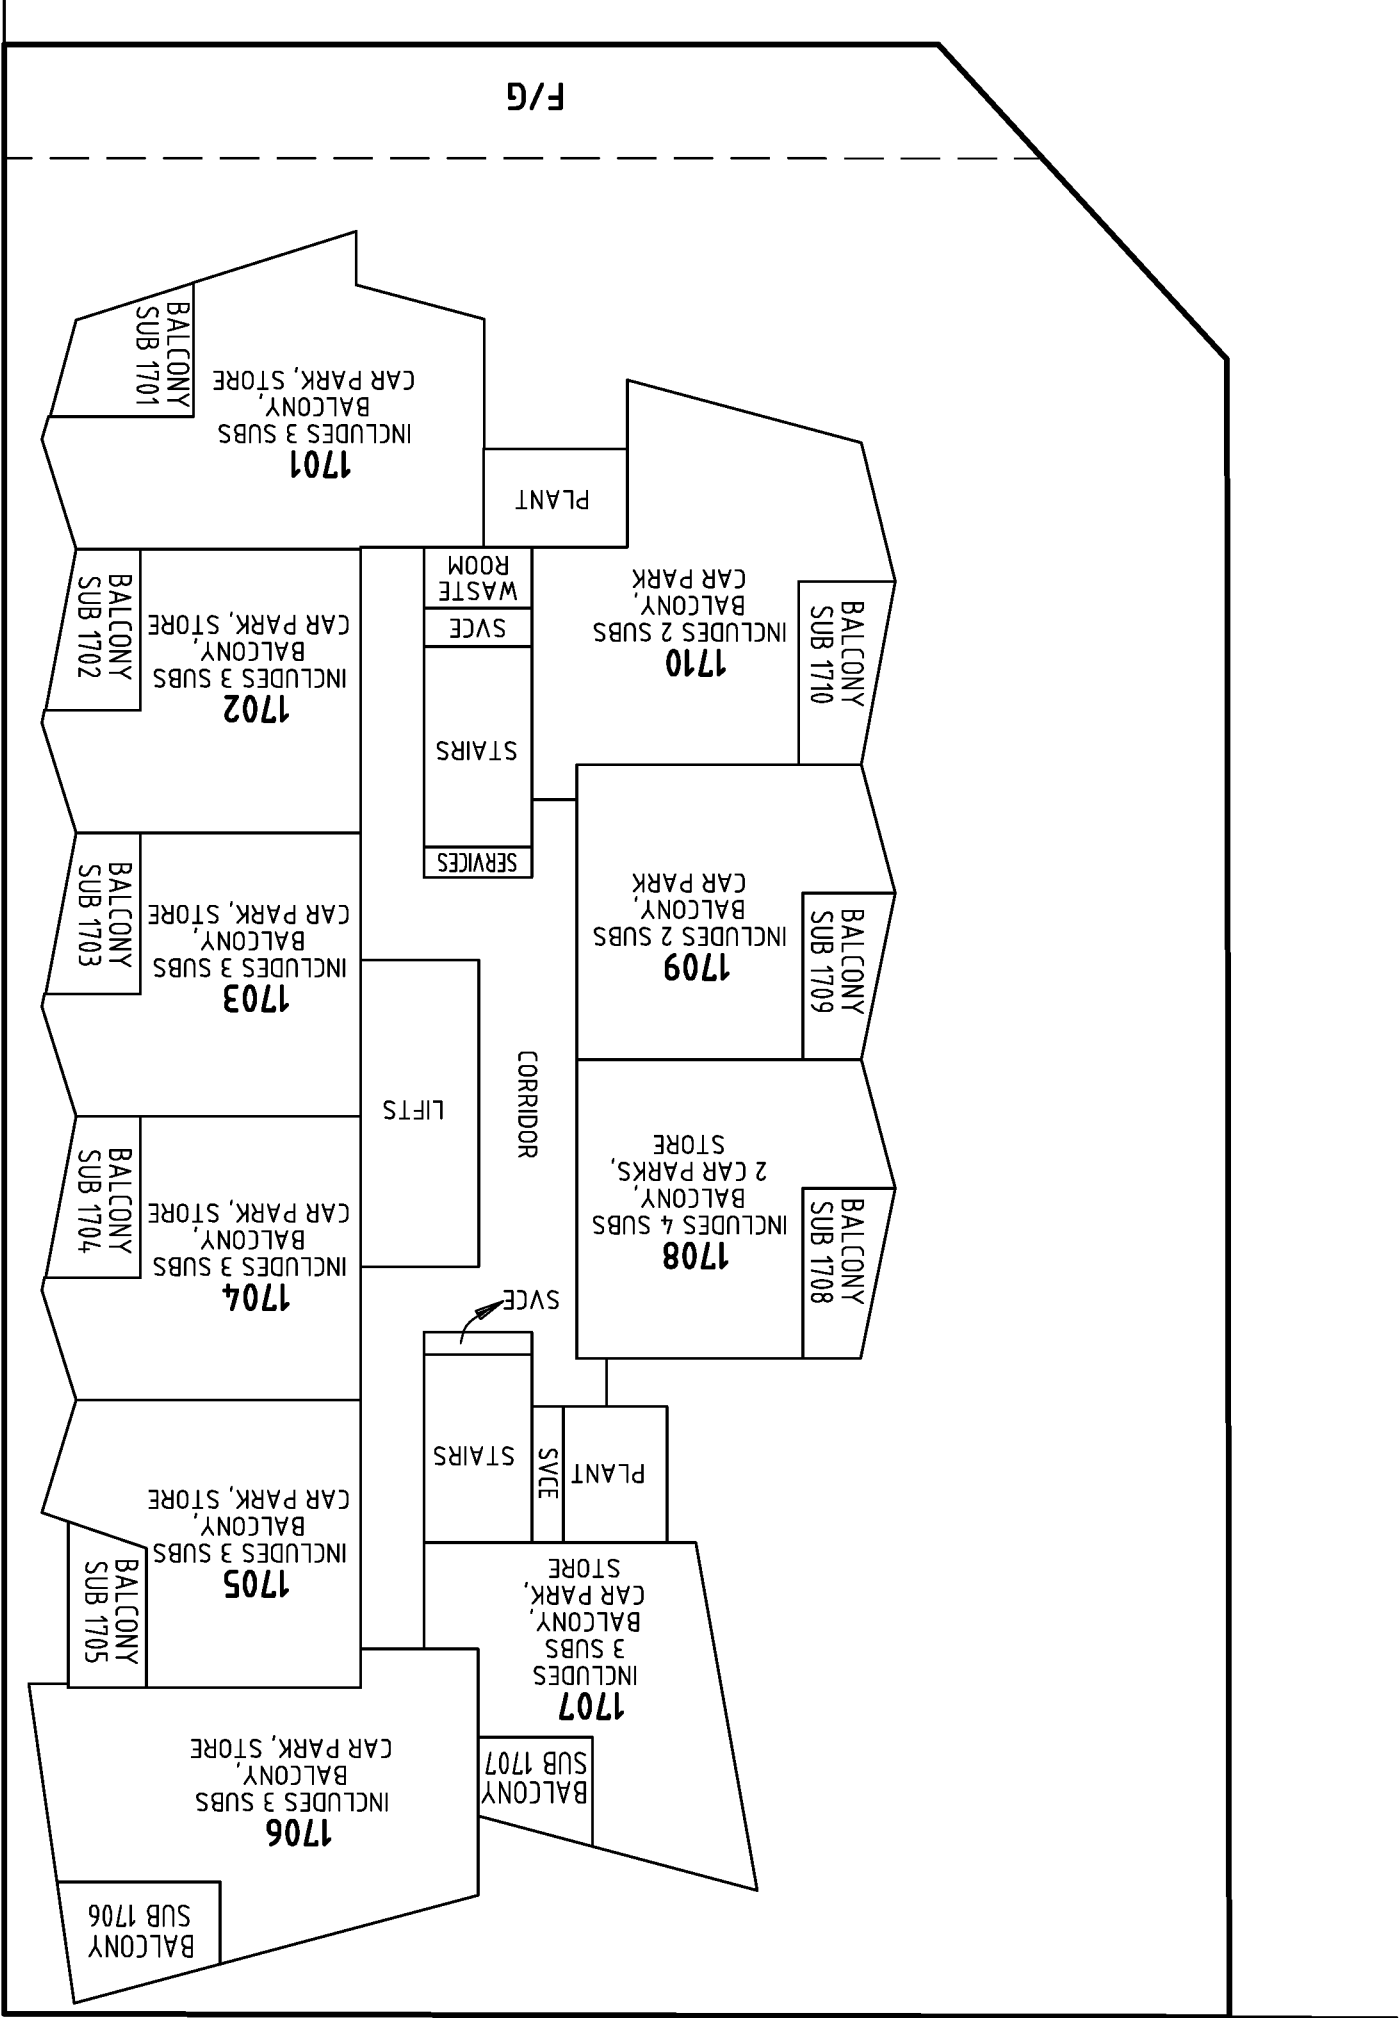 F/G
1701
INCLUDES 3 SUBS
BALCONY,
CAR PARK, STORE
BALCONY
SUB 1701
PLANT
WASTE
ROOM
SVCE
STAIRS
SERVICES
1710
INCLUDES 2 SUBS
BALCONY,
CAR PARK
BALCONY
SUB 1710
1702
INCLUDES 3 SUBS
BALCONY,
CAR PARK, STORE
BALCONY
SUB 1702
1709
INCLUDES 2 SUBS
BALCONY,
CAR PARK
BALCONY
SUB 1709
1703
INCLUDES 3 SUBS
BALCONY,
CAR PARK, STORE
BALCONY
SUB 1703
LIFTS
CORRIDOR
1708
INCLUDES 4 SUBS
BALCONY,
2 CAR PARKS,
STORE
BALCONY
SUB 1708
1704
INCLUDES 3 SUBS
BALCONY,
CAR PARK, STORE
BALCONY
SUB 1704
SVCE
STAIRS
SVCE
PLANT
1705
INCLUDES 3 SUBS
BALCONY,
CAR PARK, STORE
BALCONY
SUB 1705
1707
INCLUDES
3 SUBS
BALCONY,
CAR PARK,
STORE
BALCONY
SUB 1707
1706
INCLUDES 3 SUBS
BALCONY,
CAR PARK, STORE
BALCONY
SUB 1706